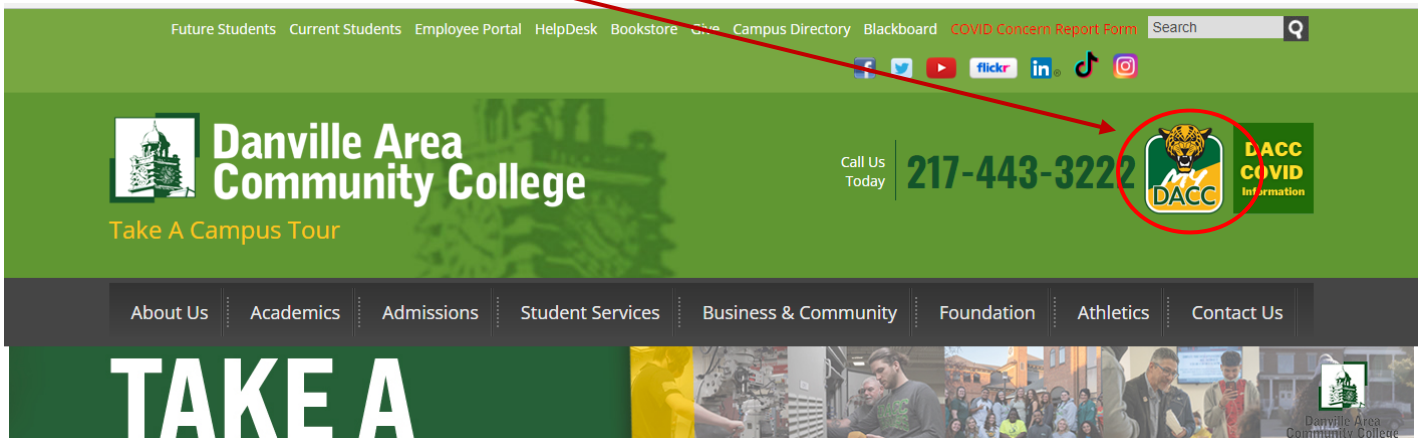 Future Students Current Students Employee Portal HelpDesk Bookstore Give Campus Directory Blackboard COVID Concern Report Form Search
flickr in
Danville Area
Community College
Take A Campus Tour
Call Us
Today
217-443-3222
MY
DACC
DACC
COVID
Information
About Us Academics Admissions Student Services Business & Community Foundation Athletics Contact Us
TAKE A
Danville Area
Community College